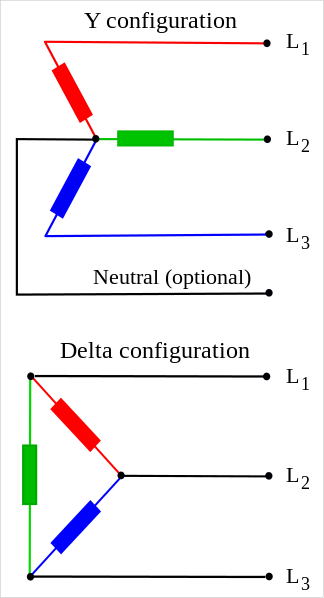 Y configuration
L1
L2
L3
Neutral (optional)
Delta configuration
L1
L2
L3